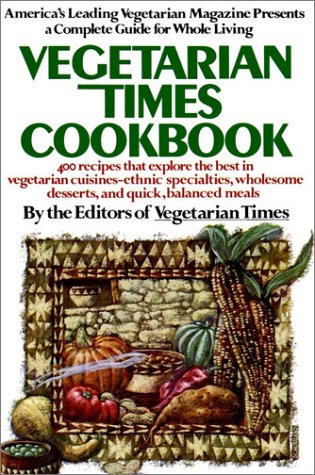 America's Leading Vegetarian Magazine Presents
a Complete Guide for Whole Living
VEGETARIAN
TIMES
COOKBOOK
400 recipes that explore the best in
vegetarian cuisines-ethnic specialties, wholesome
desserts, and quick, balanced meals
By the Editors of Vegetarian Times